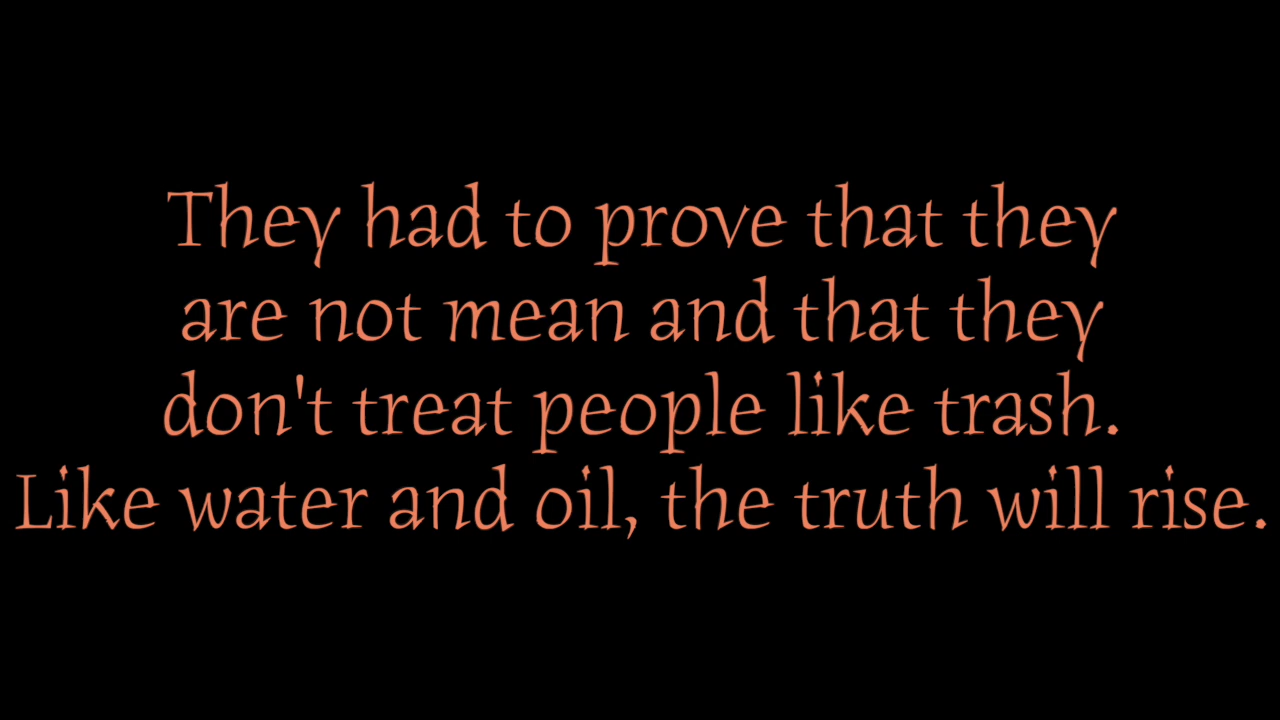 They had to prove that they
are not mean and that they
don't treat people like trash.
Like water and oil, the truth will rise.